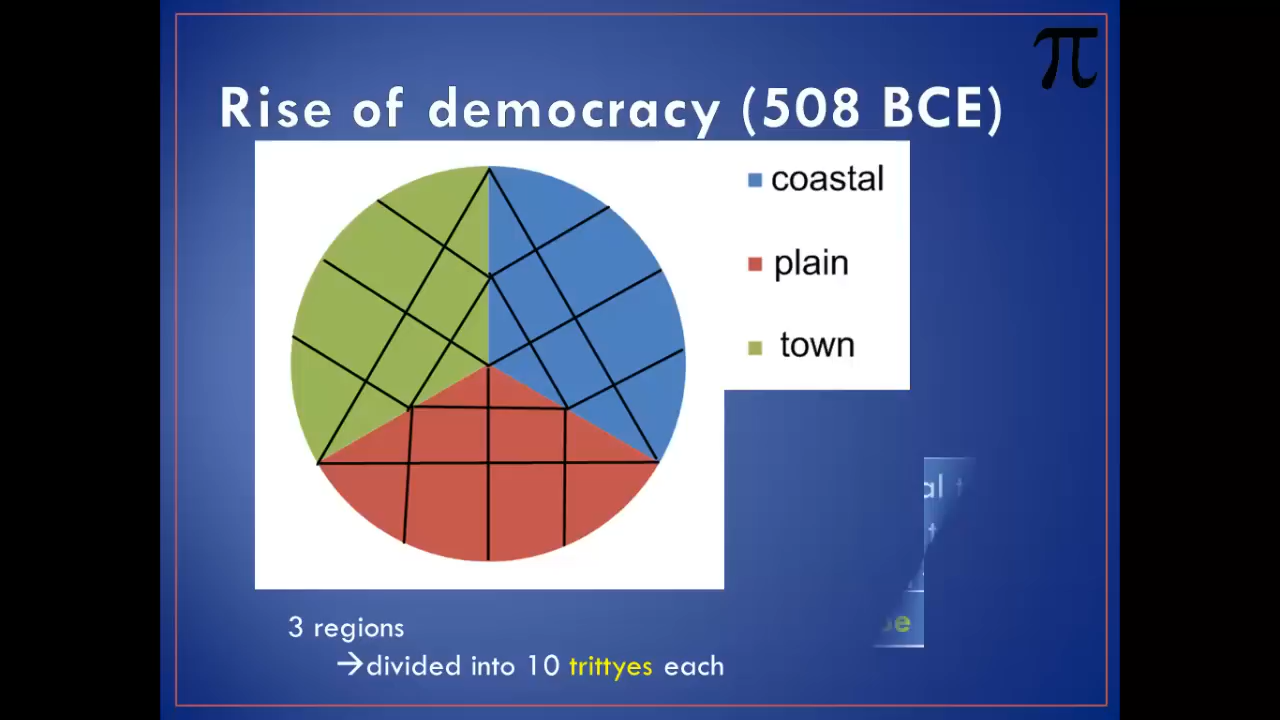 π
Rise of democracy (508 BCE)
coastal
plain
town
3 regions
→divided into 10 trittyes each